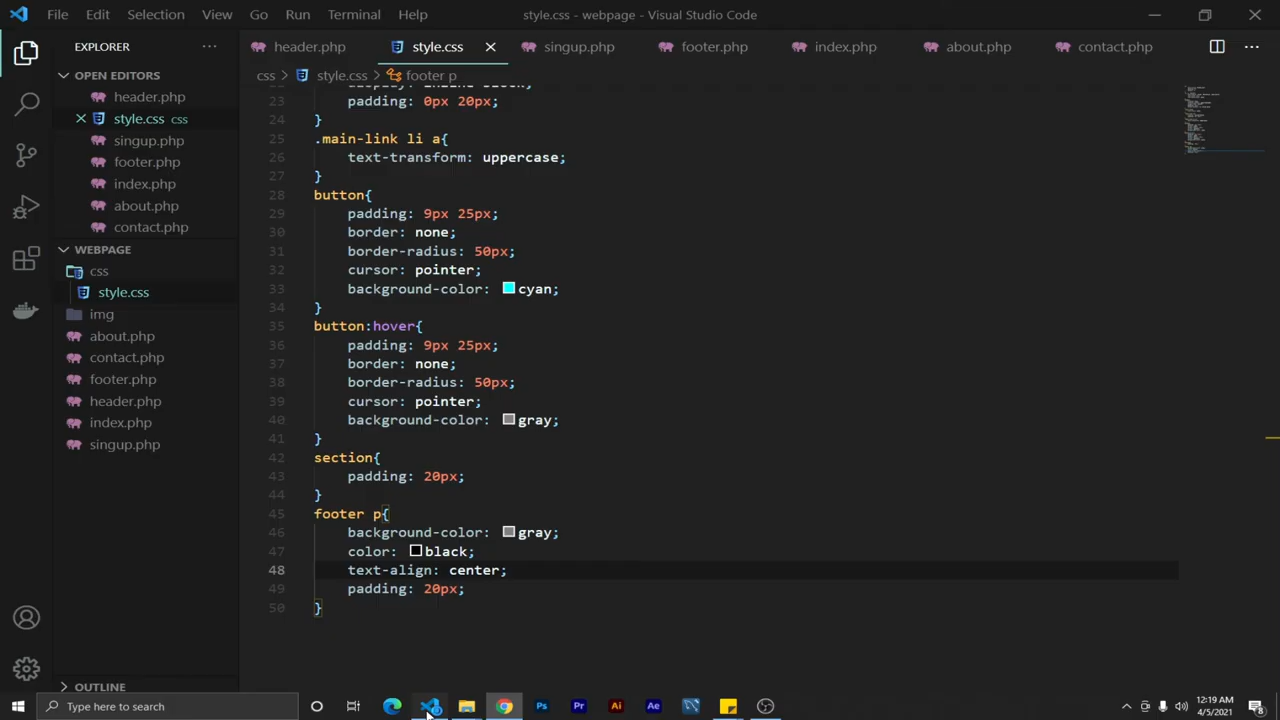 File Edit Selection View Go Run Terminal Help style.css - webpage - Visual Studio Code
EXPLORER
header.php style.css singup.php footer.php index.php about.php contact.php
OPEN EDITORS
header.php
style.css css
singup.php
footer.php
index.php
about.php
contact.php
WEBPAGE
css
style.css
img
about.php
contact.php
footer.php
header.php
index.php
singup.php
OUTLINE
css style.css footer p
23 padding: 0px 20px;
24 }
25 .main-link li a{
26 text-transform: uppercase;
27 }
28 button{
29 padding: 9px 25px;
30 border: none;
31 border-radius: 50px;
32 cursor: pointer;
33 background-color: cyan;
34 }
35 button:hover{
36 padding: 9px 25px;
37 border: none;
38 border-radius: 50px;
39 cursor: pointer;
40 background-color: gray;
41 }
42 section{
43 padding: 20px;
44 }
45 footer p{
46 background-color: gray;
47 color: black;
48 text-align: center;
49 padding: 20px;
50 }
Type here to search
Ps Pr Ai Ae
12:19 AM
4/5/2021